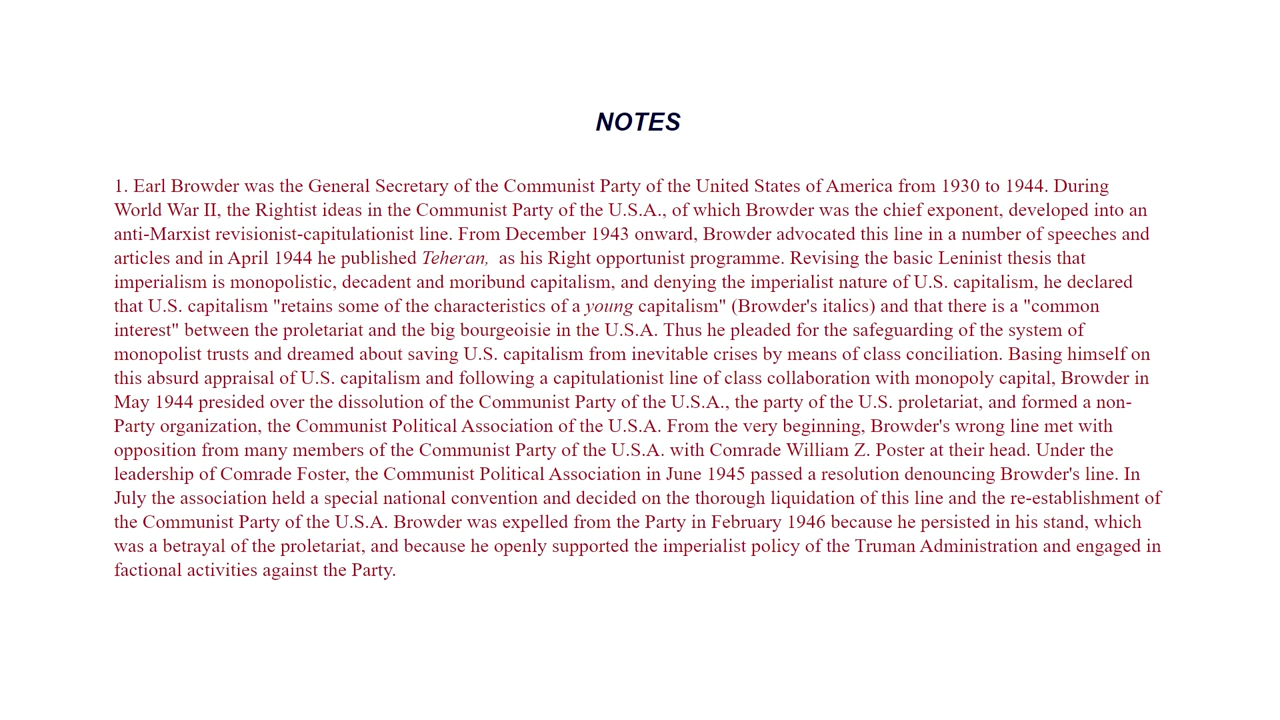 NOTES
1. Earl Browder was the General Secretary of the Communist Party of the United States of America from 1930 to 1944. During
World War II, the Rightist ideas in the Communist Party of the U.S.A., of which Browder was the chief exponent, developed into an
anti-Marxist revisionist-capitulationist line. From December 1943 onward, Browder advocated this line in a number of speeches and
articles and in April 1944 he published Teheran, as his Right opportunist programme. Revising the basic Leninist thesis that
imperialism is monopolistic, decadent and moribund capitalism, and denying the imperialist nature of U.S. capitalism, he declared
that U.S. capitalism "retains some of the characteristics of a young capitalism" (Browder's italics) and that there is a "common
interest" between the proletariat and the big bourgeoisie in the U.S.A. Thus he pleaded for the safeguarding of the system of
monopolist trusts and dreamed about saving U.S. capitalism from inevitable crises by means of class conciliation. Basing himself on
this absurd appraisal of U.S. capitalism and following a capitulationist line of class collaboration with monopoly capital, Browder in
May 1944 presided over the dissolution of the Communist Party of the U.S.A., the party of the U.S. proletariat, and formed a non-
Party organization, the Communist Political Association of the U.S.A. From the very beginning, Browder's wrong line met with
opposition from many members of the Communist Party of the U.S.A. with Comrade William Z. Poster at their head. Under the
leadership of Comrade Foster, the Communist Political Association in June 1945 passed a resolution denouncing Browder's line. In
July the association held a special national convention and decided on the thorough liquidation of this line and the re-establishment of
the Communist Party of the U.S.A. Browder was expelled from the Party in February 1946 because he persisted in his stand, which
was a betrayal of the proletariat, and because he openly supported the imperialist policy of the Truman Administration and engaged in
factional activities against the Party.